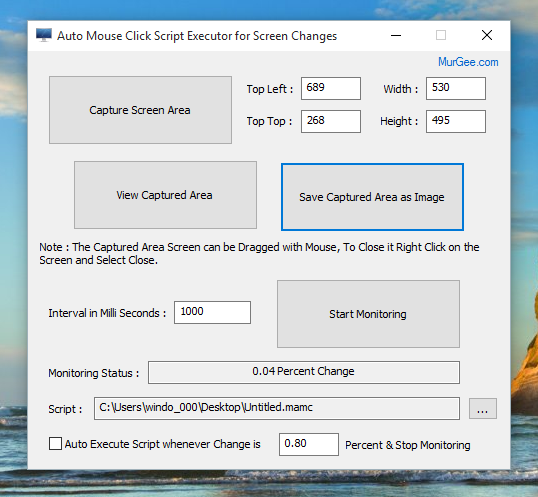 Auto Mouse Click Script Executor for Screen Changes
MurGee.com
Capture Screen Area
Top Left : 689 Width : 530
Top Top : 268 Height : 495
View Captured Area
Save Captured Area as Image
Note : The Captured Area Screen can be Dragged with Mouse, To Close it Right Click on the
Screen and Select Close.
Interval in Milli Seconds : 1000
Start Monitoring
Monitoring Status : 0.04 Percent Change
Script : C:\Users\windo_000\Desktop\Untitled.mamc ...
Auto Execute Script whenever Change is 0.80 Percent & Stop Monitoring